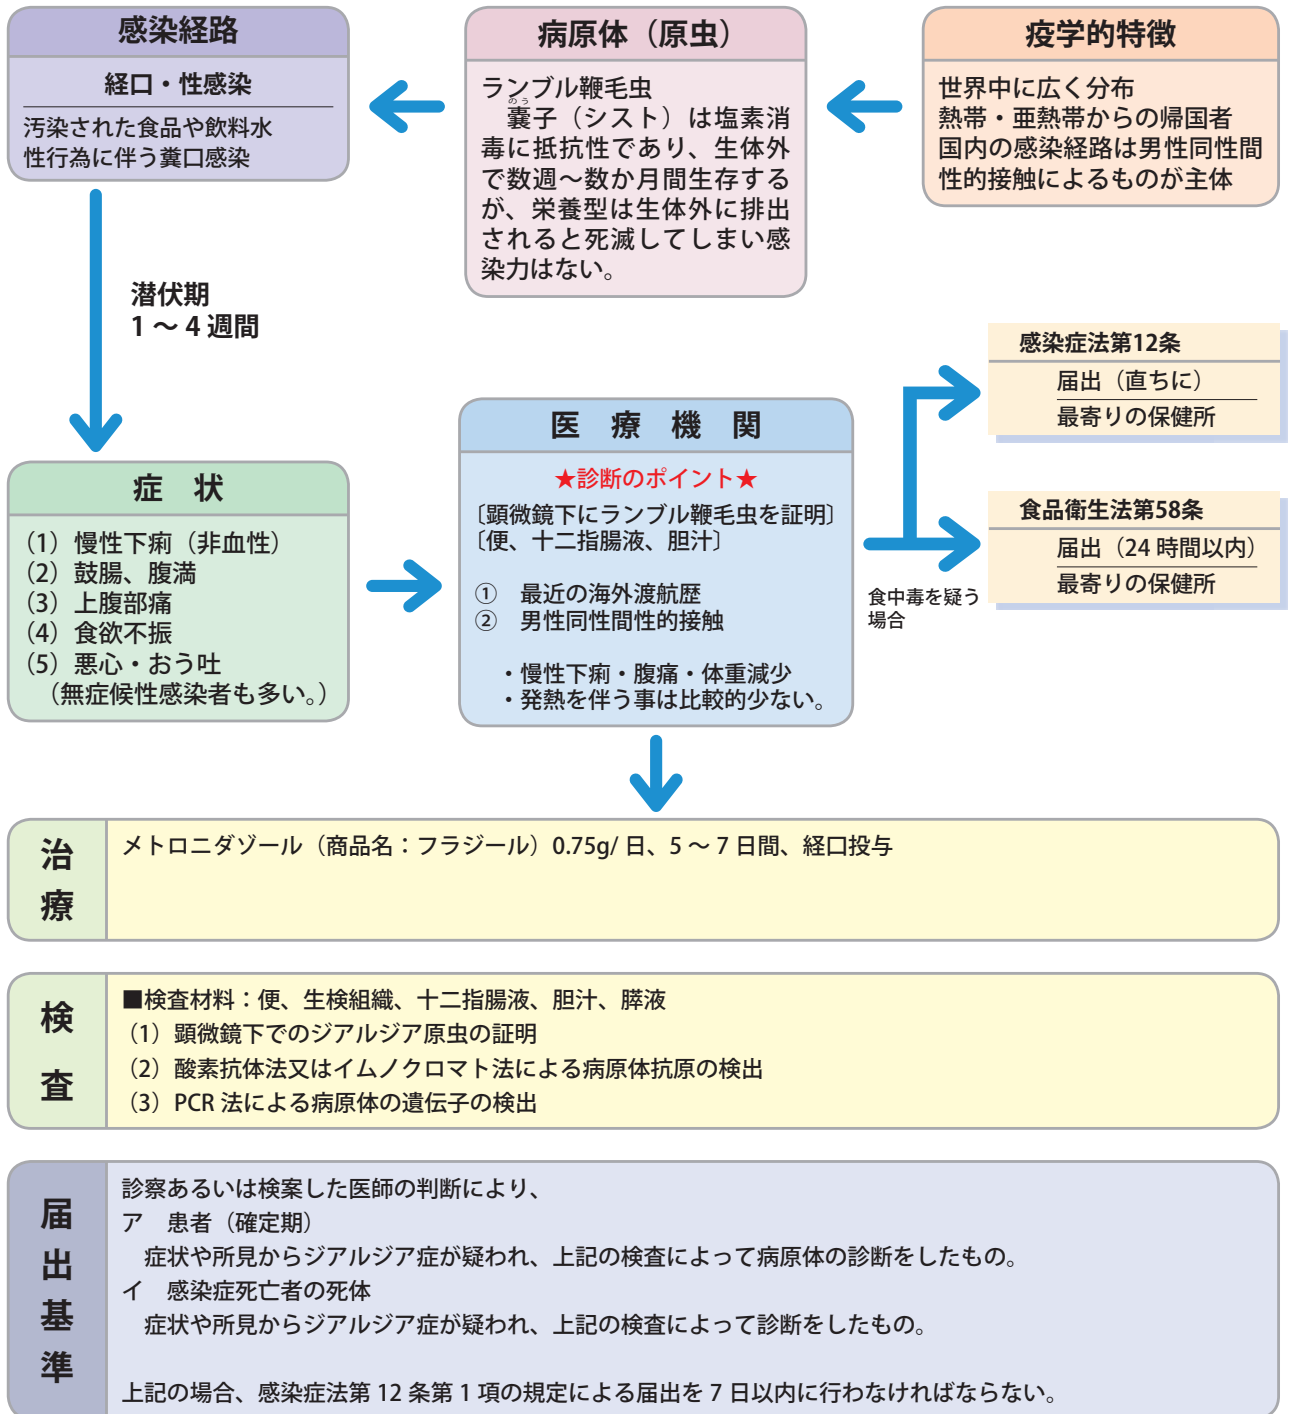 感染経路
経口・性感染
汚染された食品や飲料水
性行為に伴う糞口感染
病原体（原虫）
ランブル鞭毛虫
のう
嚢子（シスト）は塩素消
毒に抵抗性であり、生体外
で数週～数か月間生存する
が、栄養型は生体外に排出
されると死滅してしまい感
染力はない。
疫学的特徴
世界中に広く分布
熱帯・亜熱帯からの帰国者
国内の感染経路は男性同性間
性的接触によるものが主体
潜伏期
1 ～ 4 週間
症　状
（1）慢性下痢（非血性）
（2）鼓腸、腹満
（3）上腹部痛
（4）食欲不振
（5）悪心・おう吐
（無症候性感染者も多い。）
医　療　機　関
★診断のポイント★
〔顕微鏡下にランブル鞭毛虫を証明〕
〔便、十二指腸液、胆汁〕
①　最近の海外渡航歴
②　男性同性間性的接触
・慢性下痢・腹痛・体重減少
・発熱を伴う事は比較的少ない。
感染症法第12条
届出（直ちに）
最寄りの保健所
食品衛生法第58条
届出（24 時間以内）
最寄りの保健所
食中毒を疑う
場合
治療
メトロニダゾール（商品名：フラジール）0.75g/ 日、5 ～ 7 日間、経口投与
検査
■検査材料：便、生検組織、十二指腸液、胆汁、膵液
（1）顕微鏡下でのジアルジア原虫の証明
（2）酸素抗体法又はイムノクロマト法による病原体抗原の検出
（3）PCR 法による病原体の遺伝子の検出
届出基準
診察あるいは検案した医師の判断により、
ア　患者（確定期）
症状や所見からジアルジア症が疑われ、上記の検査によって病原体の診断をしたもの。
イ　感染症死亡者の死体
症状や所見からジアルジア症が疑われ、上記の検査によって診断をしたもの。
上記の場合、感染症法第 12 条第 1 項の規定による届出を 7 日以内に行わなければならない。